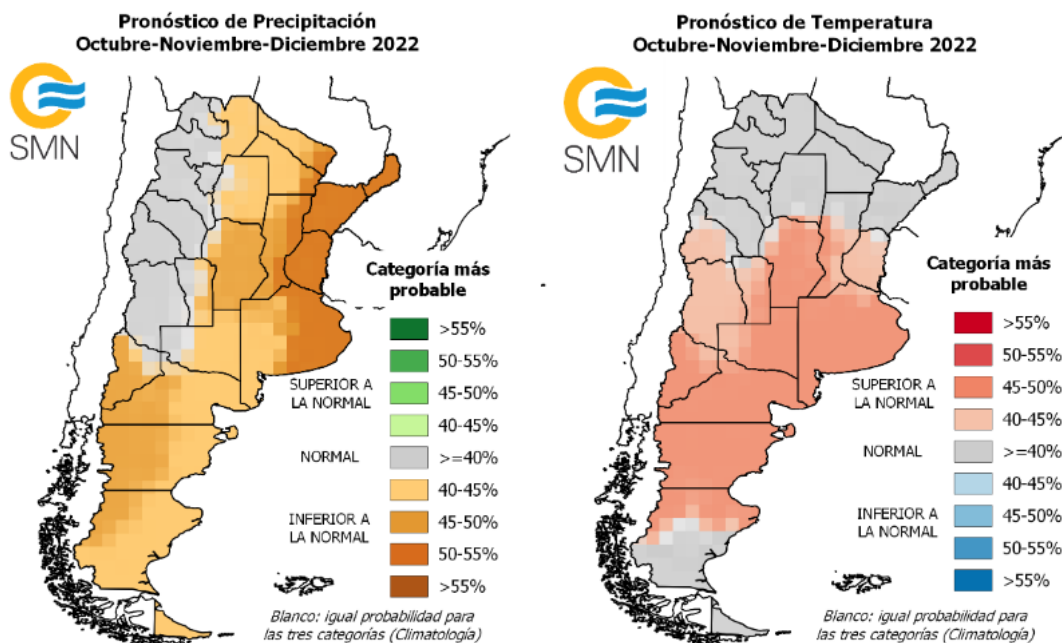 Pronóstico de Precipitación
Octubre-Noviembre-Diciembre 2022
SMN
Categoría más
probable
>55%
50-55%
SUPERIOR A
LA NORMAL
45-50%
40-45%
NORMAL
>=40%
40-45%
INFERIOR A
LA NORMAL
45-50%
50-55%
>55%
Blanco: igual probabilidad para
las tres categorías (Climatología)
Pronóstico de Temperatura
Octubre-Noviembre-Diciembre 2022
SMN
Categoría más
probable
>55%
50-55%
SUPERIOR A
LA NORMAL
45-50%
40-45%
NORMAL
>=40%
40-45%
INFERIOR A
LA NORMAL
45-50%
50-55%
>55%
Blanco: igual probabilidad para
las tres categorías (Climatología)